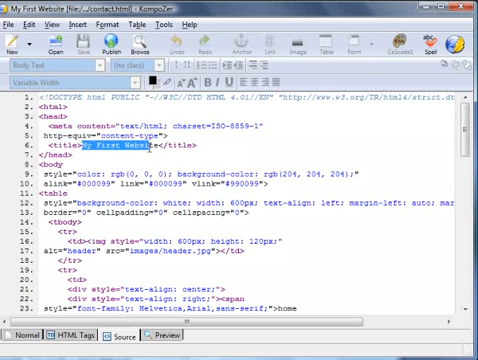 My First Website [file:/.../contact.html] - KompoZer
File Edit View Insert Format Table Tools Help
New Open Save Publish Browse Undo Redo Anchor Link Image Table Form CaScadeS Spell
Body Text (no class)
Variable Width B I U
1. <!DOCTYPE html PUBLIC "-//W3C//DTD HTML 4.01//EN" "http://www.w3.org/TR/html4/strict.dt
2. <html>
3. <head>
4. <meta content="text/html; charset=ISO-8859-1"
5. http-equiv="content-type">
6. <title>My First Website</title>
7. </head>
8. <body
9. style="color: rgb(0, 0, 0); background-color: rgb(204, 204, 204);"
10. alink="#000099" link="#000099" vlink="#990099">
11. <table
12. style="background-color: white; width: 600px; text-align: left; margin-left: auto;
13. border="0" cellpadding="0" cellspacing="0">
14. <tbody>
15. <tr>
16. <td><img style="width: 600px; height: 120px;"
17. alt="header" src="images/header.jpg"></td>
18. </tr>
19. <tr>
20. <td>
21. <div style="text-align: center;">
22. <div style="text-align: right;"><span
23. style="font-family: Helvetica,Arial,sans-serif;">home
Normal HTML Tags Source Preview